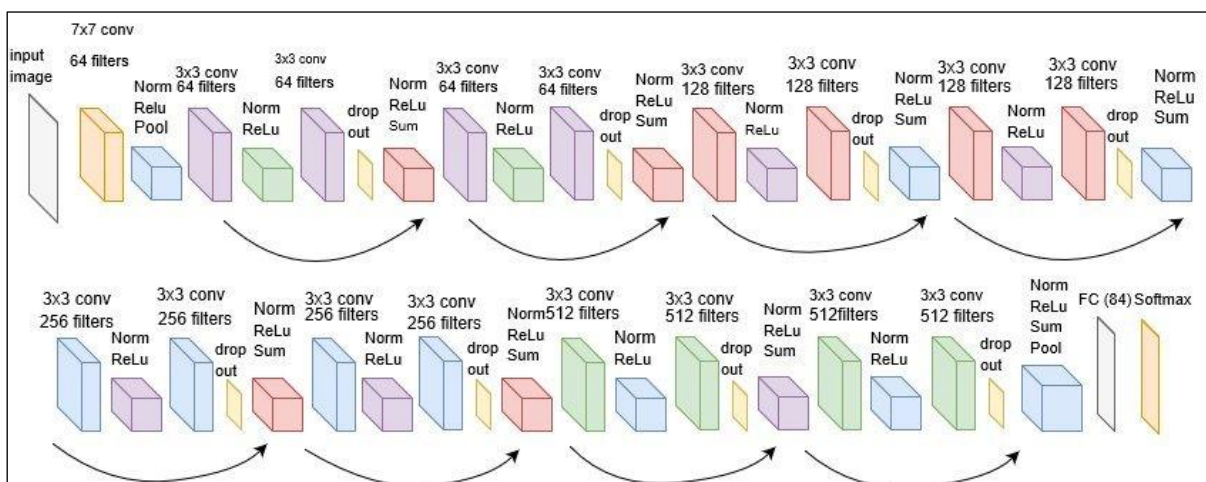 input
image
7x7 conv
64 filters
Norm
Relu
Pool
3x3 conv
64 filters
Norm
ReLu
3x3 conv
64 filters
drop
out
Norm
ReLu
Sum
3x3 conv
64 filters
Norm
ReLu
3x3 conv
64 filters
drop
out
Norm
ReLu
Sum
3x3 conv
128 filters
Norm
ReLu
3x3 conv
128 filters
drop
out
Norm
ReLu
Sum
3x3 conv
128 filters
Norm
ReLu
3x3 conv
128 filters
drop
out
Norm
ReLu
Sum
3x3 conv
256 filters
Norm
ReLu
3x3 conv
256 filters
drop
out
Norm
ReLu
Sum
3x3 conv
256 filters
Norm
ReLu
3x3 conv
256 filters
drop
out
Norm
ReLu
Sum
3x3 conv
512 filters
Norm
ReLu
3x3 conv
512 filters
drop
out
Norm
ReLu
Sum
3x3 conv
512filters
Norm
ReLu
3x3 conv
512 filters
drop
out
Norm
ReLu
Sum
Pool
FC (84)
Softmax